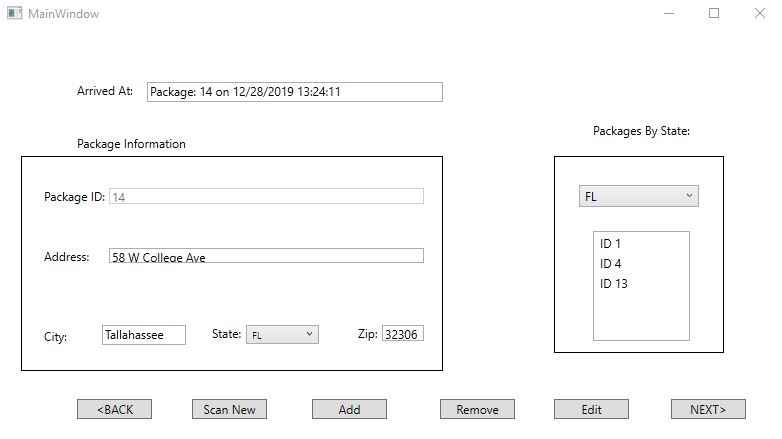 MainWindow
Arrived At: Package: 14 on 12/28/2019 13:24:11
Packages By State:
Package Information
Package ID: 14
FL
Address: 58 W College Ave
ID 1
ID 4
ID 13
City: Tallahassee State: FL Zip: 32306
<BACK Scan New Add Remove Edit NEXT>